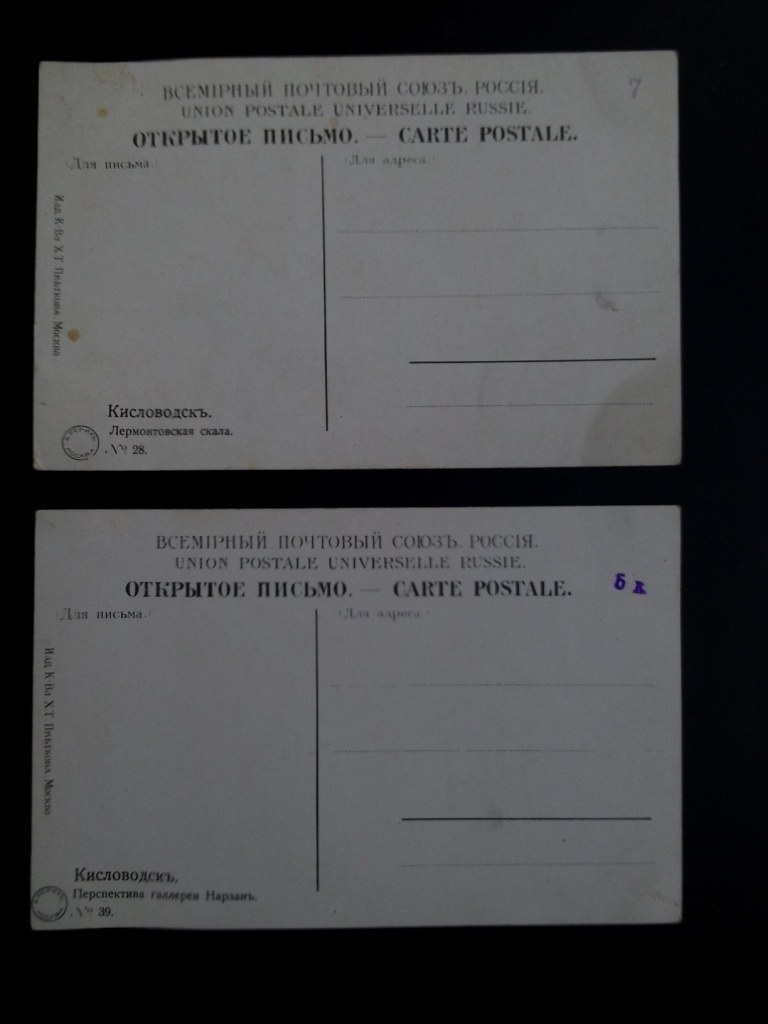 ВСЕМІРНЫЙ ПОЧТОВЫЙ СОЮЗЪ. РОССІЯ.
UNION POSTALE UNIVERSELLE RUSSIE.
ОТКРЫТОЕ ПИСЬМО. — CARTE POSTALE.
7
(Для письма.)
(Для адреса.)
Изд. К-ва Х.Т. Москва
Кисловодскъ.
Лермонтовская скала.
№ 28.
ВСЕМІРНЫЙ ПОЧТОВЫЙ СОЮЗЪ. РОССІЯ.
UNION POSTALE UNIVERSELLE RUSSIE.
ОТКРЫТОЕ ПИСЬМО. — CARTE POSTALE.
6 к
(Для письма.)
(Для адреса.)
Изд. К-ва Х.Т. Москва
Кисловодскъ.
Перспектива галлереи Нарзанъ.
№ 39.